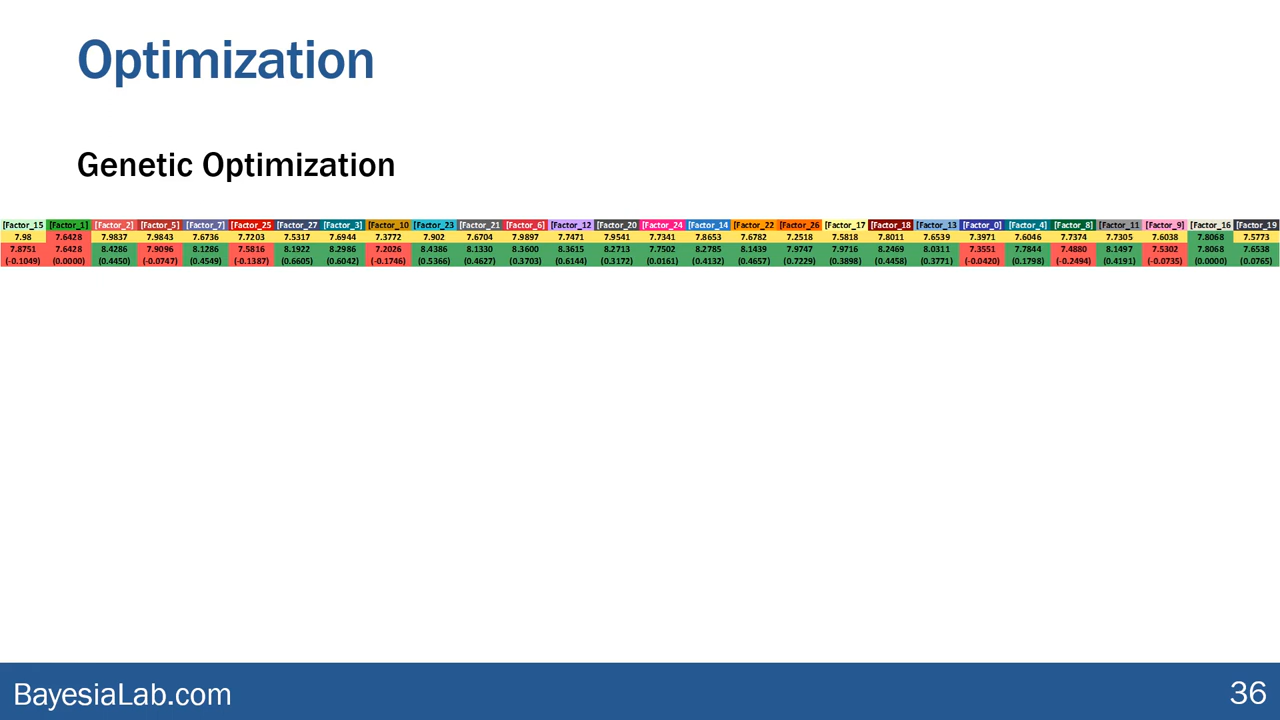 Optimization
Genetic Optimization
[Factor_15 [Factor_1] [Factor_2] [Factor_5] [Factor_7] [Factor_25 [Factor_27 [Factor_3] [Factor_10 [Factor_23 [Factor_21 [Factor_6] [Factor_12 [Factor_20 [Factor_24 [Factor_14 [Factor_22 [Factor_26 [Factor_17 [Factor_18 [Factor_13 [Factor_0] [Factor_4] [Factor_8] [Factor_11 [Factor_9] [Factor_16 [Factor_19
7.98 7.6428 7.9837 7.9843 7.6736 7.7203 7.5317 7.6944 7.3772 7.902 7.6704 7.9897 7.7471 7.9541 7.7341 7.8653 7.6782 7.2518 7.5818 7.8011 7.6539 7.3971 7.6046 7.7374 7.7305 7.6038 7.8068 7.5773
7.8751 7.6428 8.4286 7.9096 8.1286 7.5816 8.1922 8.2986 7.2026 8.4386 8.1330 8.3600 8.3615 8.2713 7.7502 8.2785 8.1439 7.9747 7.9716 8.2469 8.0311 7.3551 7.7844 7.4880 8.1497 7.5302 7.8068 7.6538
(-0.1049) (0.0000) (0.4450) (-0.0747) (0.4549) (-0.1387) (0.6605) (0.6042) (-0.1746) (0.5366) (0.4627) (0.3703) (0.6144) (0.3172) (0.0161) (0.4132) (0.4657) (0.7229) (0.3898) (0.4458) (0.3771) (-0.0420) (0.1798) (-0.2494) (0.4191) (-0.0735) (0.0000) (0.0765)
BayesiaLab.com
36